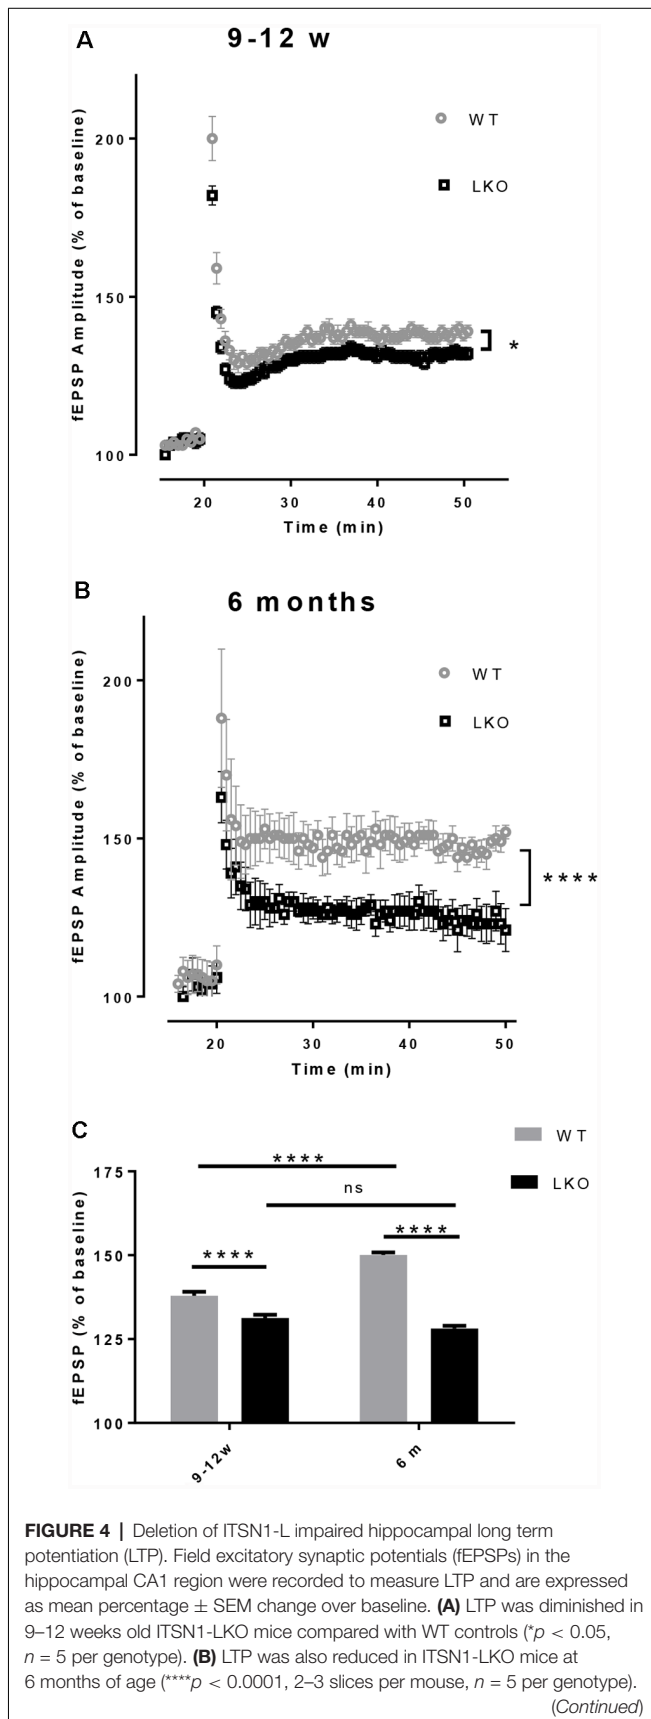 A
9-12 w
fEPSP Amplitude (% of baseline)
200
150
100
WT
LKO
*
20 30 40 50
Time (min)
B
6 months
fEPSP Amplitude (% of baseline)
200
150
100
WT
LKO
****
20 30 40 50
Time (min)
C
WT
LKO
fEPSP (% of baseline)
175
150
125
100
****
ns
****
****
9-12w
6 m
FIGURE 4 | Deletion of ITSN1-L impaired hippocampal long term
potentiation (LTP). Field excitatory synaptic potentials (fEPSPs) in the
hippocampal CA1 region were recorded to measure LTP and are expressed
as mean percentage ± SEM change over baseline. (A) LTP was diminished in
9–12 weeks old ITSN1-LKO mice compared with WT controls (*p < 0.05,
n = 5 per genotype). (B) LTP was also reduced in ITSN1-LKO mice at
6 months of age (****p < 0.0001, 2–3 slices per mouse, n = 5 per genotype).
(Continued)